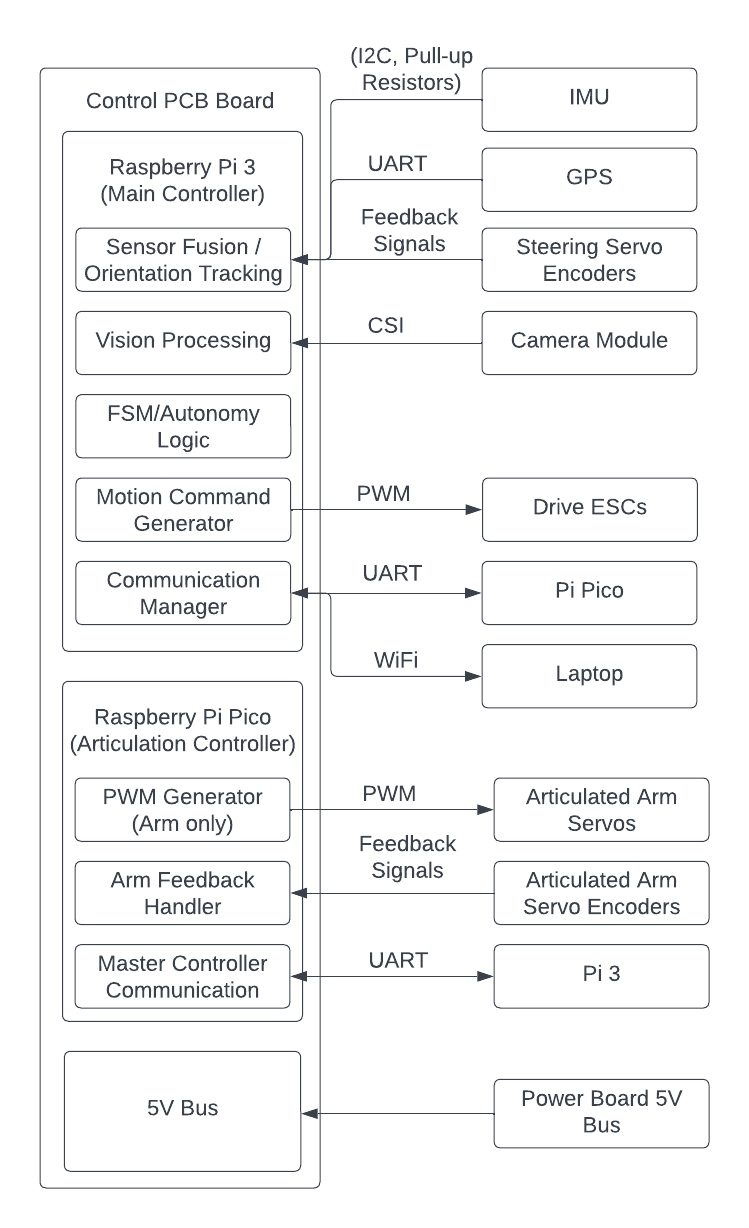 (I2C, Pull-up
Resistors)
IMU
Control PCB Board
Raspberry Pi 3
(Main Controller)
UART
GPS
Feedback
Signals
Sensor Fusion /
Orientation Tracking
Steering Servo
Encoders
CSI
Vision Processing
Camera Module
FSM/Autonomy
Logic
Motion Command
Generator
PWM
Drive ESCs
Communication
Manager
UART
Pi Pico
WiFi
Laptop
Raspberry Pi Pico
(Articulation Controller)
PWM Generator
(Arm only)
PWM
Articulated Arm
Servos
Feedback
Signals
Arm Feedback
Handler
Articulated Arm
Servo Encoders
Master Controller
Communication
UART
Pi 3
5V Bus
Power Board 5V
Bus